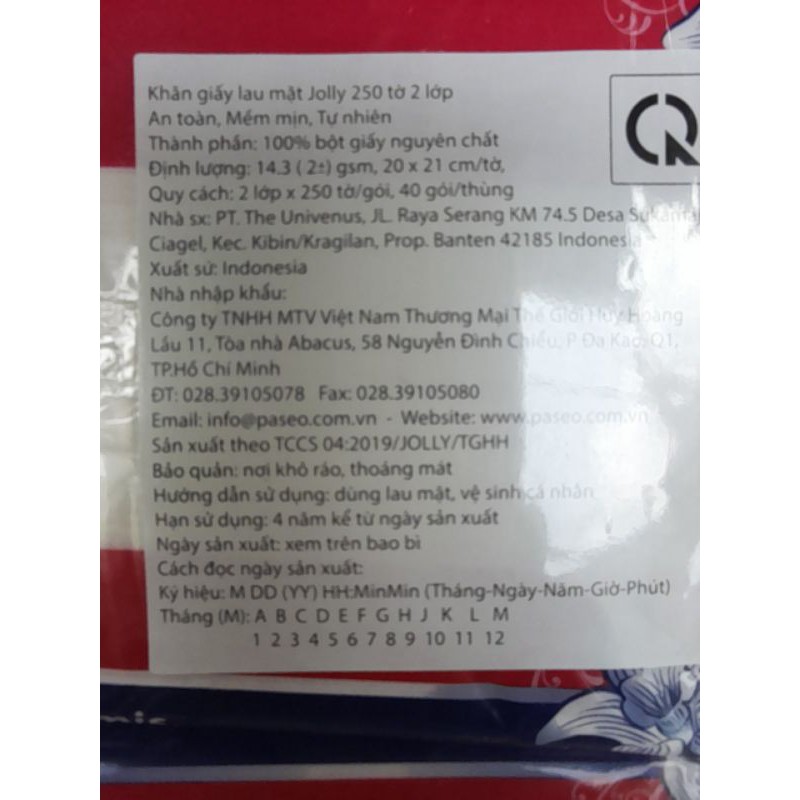 Khăn giấy lau mặt Jolly 250 tờ 2 lớp
An toàn, Mềm mịn, Tự nhiên
Thành phần: 100% bột giấy nguyên chất
Định lượng: 14.3 ( 2±) gsm, 20 x 21 cm/tờ,
Quy cách: 2 lớp x 250 tờ/gói, 40 gói/thùng
Nhà sx: PT. The Univenus, JL. Raya Serang KM 74.5 Desa
Ciagel, Kec. Kibin/Kragilan, Prop. Banten 42185 Indonesia
Xuất sứ: Indonesia
Nhà nhập khẩu:
Công ty TNHH MTV Việt Nam Thương Mại Thế Giới Huy Hoàng
Lầu 11, Tòa nhà Abacus, 58 Nguyễn Đình Chiểu, P Đa Kao, Q1,
TP.Hồ Chí Minh
ĐT: 028.39105078 Fax: 028.39105080
Email: info@paseo.com.vn - Website: www.paseo.com.vn
Sản xuất theo TCCS 04:2019/JOLLY/TGHH
Bảo quản: nơi khô ráo, thoáng mát
Hướng dẫn sử dụng: dùng lau mặt, vệ sinh cá nhân
Hạn sử dụng: 4 năm kể từ ngày sản xuất
Ngày sản xuất: xem trên bao bì
Cách đọc ngày sản xuất:
Ký hiệu: M DD (YY) HH:MinMin (Tháng-Ngày-Năm-Giờ-Phút)
Tháng (M): A B C D E F G H J K L M
1 2 3 4 5 6 7 8 9 10 11 12